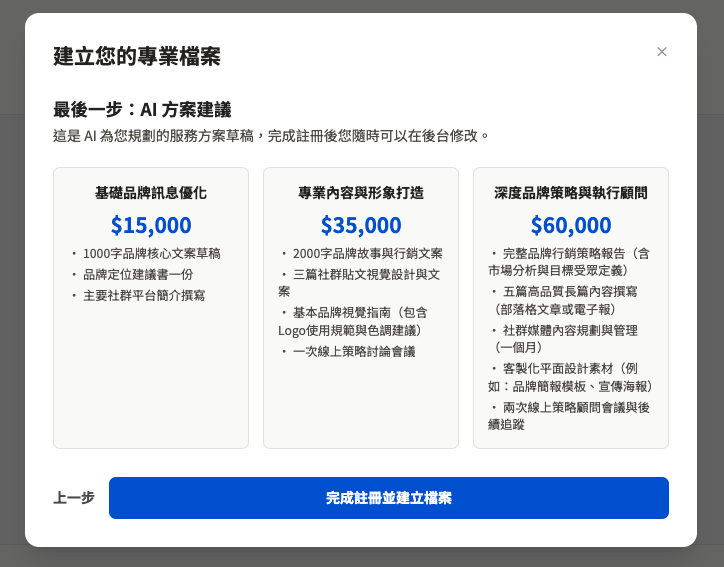 建立您的專業檔案
×
最後一步：AI 方案建議
這是 AI 為您規劃的服務方案草稿，完成註冊後您隨時可以在後台修改。
基礎品牌訊息優化
$15,000
・ 1000字品牌核心文案草稿
・ 品牌定位建議書一份
・ 主要社群平台簡介撰寫
專業內容與形象打造
$35,000
・ 2000字品牌故事與行銷文案
・ 三篇社群貼文視覺設計與文
案
・ 基本品牌視覺指南（包含
Logo使用規範與色調建議）
・ 一次線上策略討論會議
深度品牌策略與執行顧問
$60,000
・ 完整品牌行銷策略報告（含
市場分析與目標受眾定義）
・ 五篇高品質長篇內容撰寫
（部落格文章或電子報）
・ 社群媒體內容規劃與管理
（一個月）
・ 客製化平面設計素材（例
如：品牌簡報模板、宣傳海報）
・ 兩次線上策略顧問會議與後
續追蹤
上一步
完成註冊並建立檔案